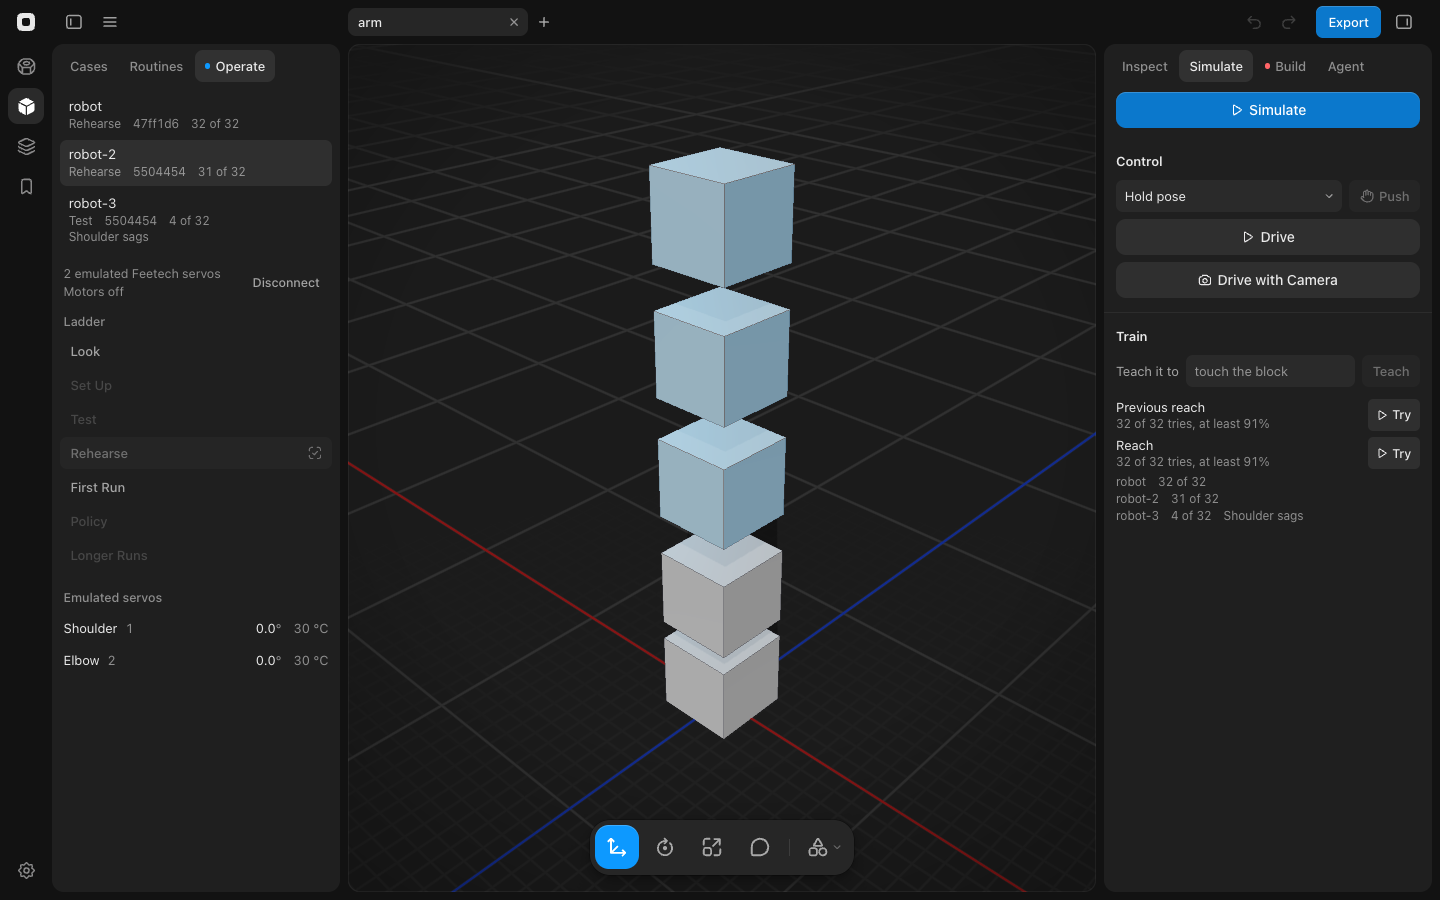 arm
Export
Cases Routines Operate
robot
Rehearse 47ff1d6 32 of 32
robot-2
Rehearse 5504454 31 of 32
robot-3
Test 5504454 4 of 32
Shoulder sags
2 emulated Feetech servos
Motors off
Disconnect
Ladder
Look
Set Up
Test
Rehearse
First Run
Policy
Longer Runs
Emulated servos
Shoulder 1 0.0° 30 °C
Elbow 2 0.0° 30 °C
Inspect Simulate Build Agent
Simulate
Control
Hold pose Push
Drive
Drive with Camera
Train
Teach it to touch the block Teach
Previous reach
32 of 32 tries, at least 91%
Try
Reach
32 of 32 tries, at least 91%
Try
robot 32 of 32
robot-2 31 of 32
robot-3 4 of 32 Shoulder sags